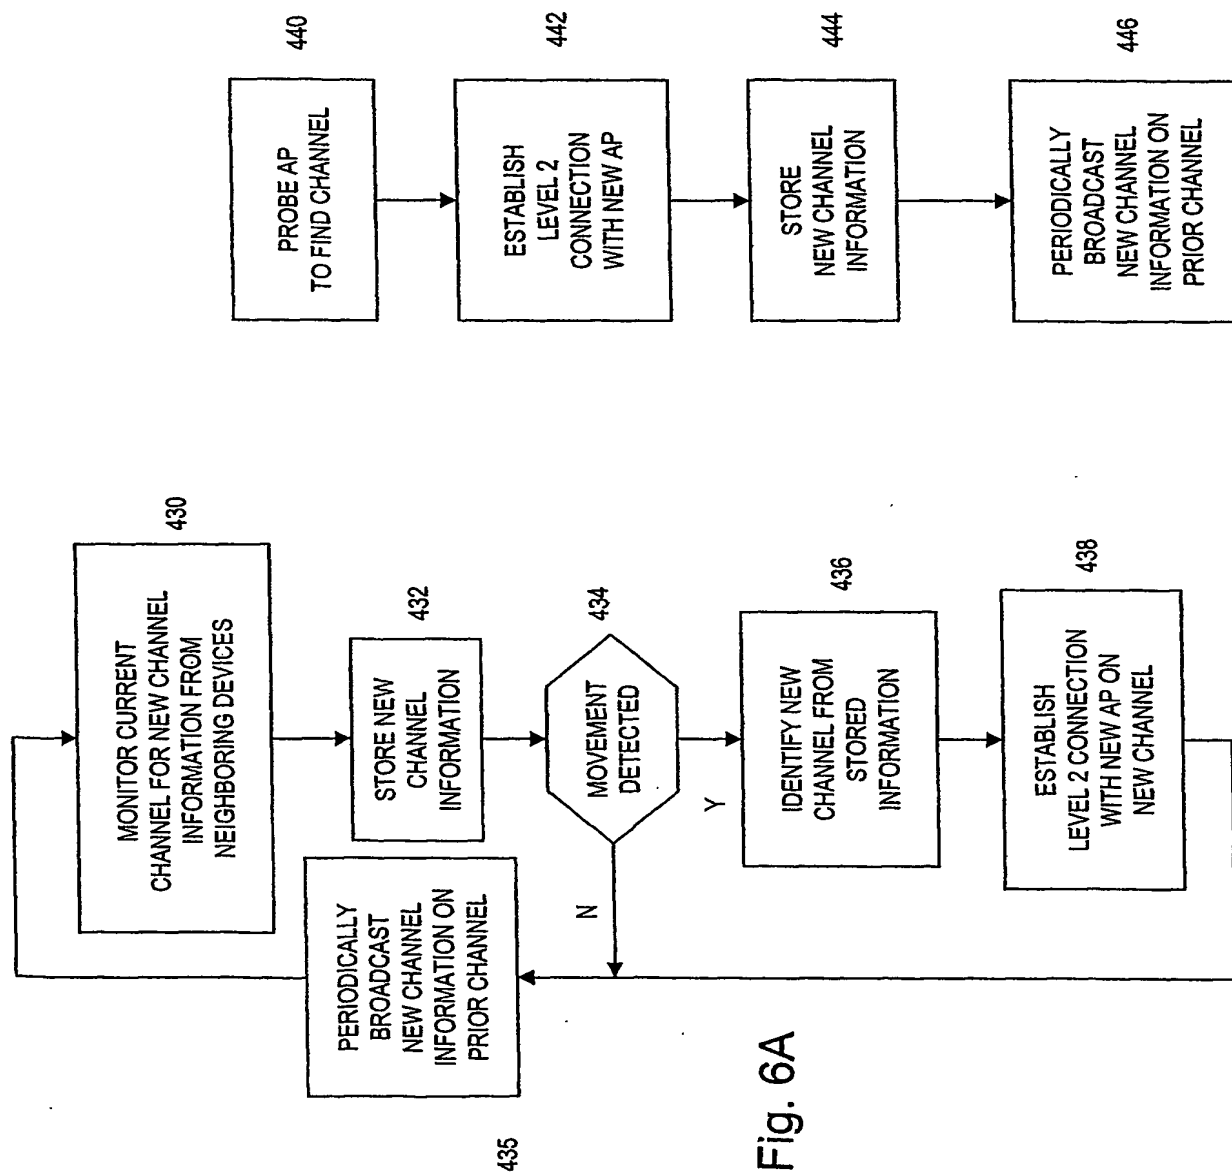 MONITOR CURRENT
CHANNEL FOR NEW CHANNEL
INFORMATION FROM
NEIGHBORING DEVICES
430
STORE NEW
CHANNEL
INFORMATION
432
MOVEMENT
DETECTED
434
N
Y
PERIODICALLY
BROADCAST
NEW CHANNEL
INFORMATION ON
PRIOR CHANNEL
435
IDENTIFY NEW
CHANNEL FROM
STORED
INFORMATION
436
ESTABLISH
LEVEL 2 CONNECTION
WITH NEW AP ON
NEW CHANNEL
438
Fig. 6A
PROBE AP
TO FIND CHANNEL
440
ESTABLISH
LEVEL 2
CONNECTION
WITH NEW AP
442
STORE
NEW CHANNEL
INFORMATION
444
PERIODICALLY
BROADCAST
NEW CHANNEL
INFORMATION ON
PRIOR CHANNEL
446